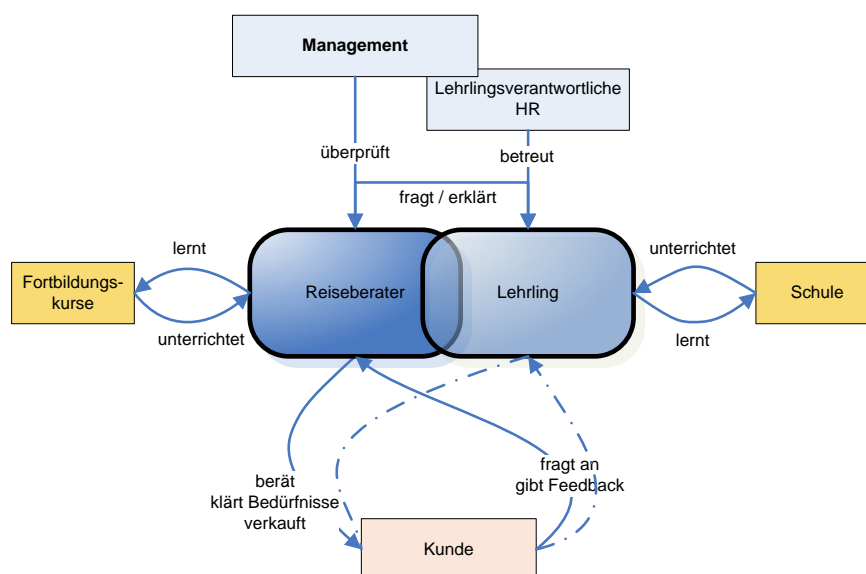 Management
Lehrlingsverantwortliche
HR
überprüft
betreut
fragt / erklärt
lernt
unterrichtet
Fortbildungs-
kurse
Reiseberater
Lehrling
Schule
unterrichtet
lernt
berät
klärt Bedürfnisse
verkauft
fragt an
gibt Feedback
Kunde